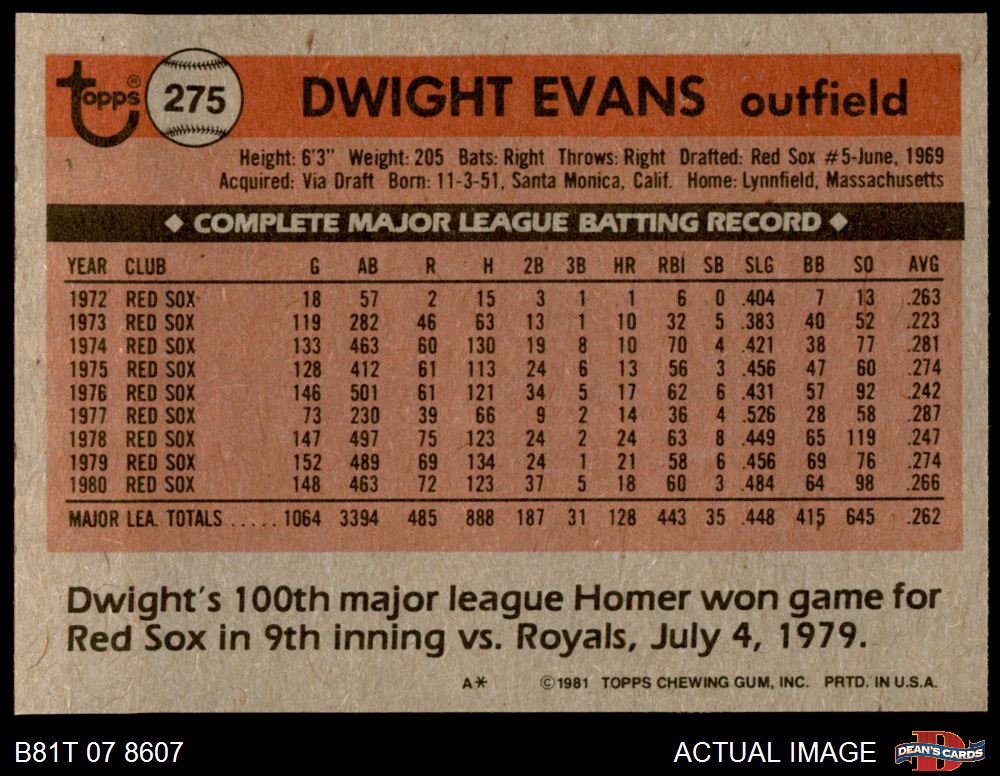 Topps ® 275 DWIGHT EVANS outfield
Height: 6'3" Weight: 205 Bats: Right Throws: Right Drafted: Red Sox #5-June, 1969
Acquired: Via Draft Born: 11-3-51, Santa Monica, Calif. Home: Lynnfield, Massachusetts
◆ COMPLETE MAJOR LEAGUE BATTING RECORD ◆
YEAR CLUB G AB R H 2B 3B HR RBI SB SLG BB SO AVG
1972 RED SOX 18 57 2 15 3 1 1 6 0 .404 7 13 .263
1973 RED SOX 119 282 46 63 13 1 10 32 5 .383 40 52 .223
1974 RED SOX 133 463 60 130 19 8 10 70 4 .421 38 77 .281
1975 RED SOX 128 412 61 113 24 6 13 56 3 .456 47 60 .274
1976 RED SOX 146 501 61 121 34 5 17 62 6 .431 57 92 .242
1977 RED SOX 73 230 39 66 9 2 14 36 4 .526 28 58 .287
1978 RED SOX 147 497 75 123 24 2 24 63 8 .449 65 119 .247
1979 RED SOX 152 489 69 134 24 1 21 58 6 .456 69 76 .274
1980 RED SOX 148 463 72 123 37 5 18 60 3 .484 64 98 .266
MAJOR LEA. TOTALS ..... 1064 3394 485 888 187 31 128 443 35 .448 415 645 .262
Dwight's 100th major league Homer won game for
Red Sox in 9th inning vs. Royals, July 4, 1979.
A* ©1981 TOPPS CHEWING GUM, INC. PRTD. IN U.S.A.
B81T 07 8607 ACTUAL IMAGE DEAN'S CARDS